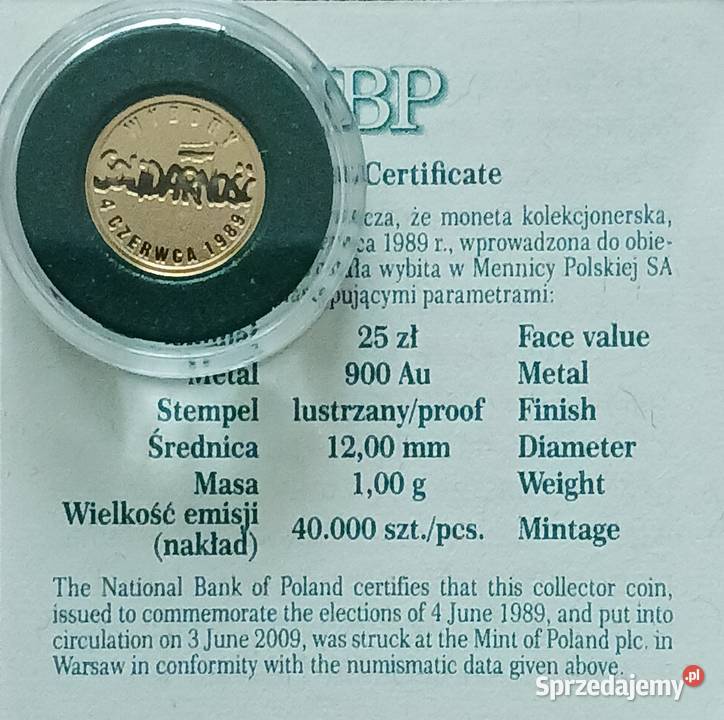 WYBORY
SOLIDARNOŚĆ
4 CZERWCA 1989
BP
Certificate
cza, że moneta kolekcjonerska,
ca 1989 r., wprowadzona do obie-
ła wybita w Mennicy Polskiej SA
pującymi parametrami:
25 zł Face value
Metal 900 Au Metal
Stempel lustrzany/proof Finish
Średnica 12,00 mm Diameter
Masa 1,00 g Weight
Wielkość emisji
(nakład) 40.000 szt./pcs. Mintage
The National Bank of Poland certifies that this collector coin,
issued to commemorate the elections of 4 June 1989, and put into
circulation on 3 June 2009, was struck at the Mint of Poland plc. in
Warsaw in conformity with the numismatic data given above.
Sprzedajemy.pl